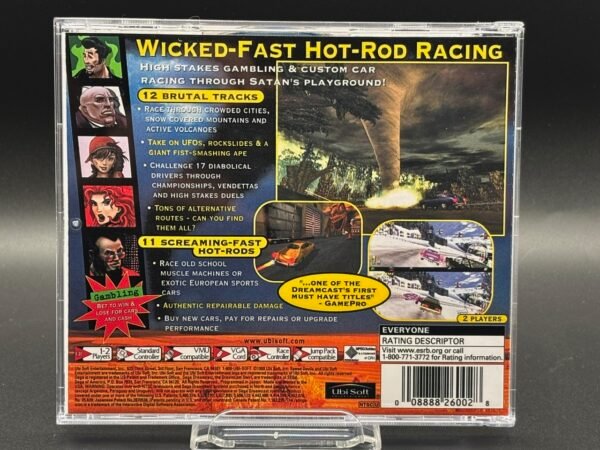 WICKED-FAST HOT-ROD RACING
HIGH STAKES GAMBLING & CUSTOM CAR
RACING THROUGH SATAN'S PLAYGROUND!
12 BRUTAL TRACKS
• RACE THROUGH CROWDED CITIES,
SNOW COVERED MOUNTAINS AND
ACTIVE VOLCANOES
• TAKE ON UFOS, ROCKSLIDES & A
GIANT FIST-SMASHING APE
• CHALLENGE 17 DIABOLICAL
DRIVERS THROUGH
CHAMPIONSHIPS, VENDETTAS
AND HIGH STAKES DUELS
• TONS OF ALTERNATIVE
ROUTES - CAN YOU FIND
THEM ALL?
11 SCREAMING-FAST
HOT-RODS
• RACE OLD SCHOOL
MUSCLE MACHINES OR
EXOTIC EUROPEAN SPORTS
CARS
• AUTHENTIC REPAIRABLE DAMAGE
• BUY NEW CARS, PAY FOR REPAIRS OR UPGRADE
PERFORMANCE
Gambling
BET TO WIN &
LOSE FOR CARS
AND CASH
"...ONE OF THE
DREAMCAST'S FIRST
MUST HAVE TITLES"
- GAMEPRO
2 PLAYERS
www.ubisoft.com
1-2
Players
Standard
Controller
VMU
compatible
VGA
Cord
Race
Controller
Jump Pack
Compatible
EVERYONE
RATING DESCRIPTOR
Visit www.esrb.org or call
1-800-771-3772 for Rating information.
Ubi Soft
NTSC/U
0 08888 26002 8